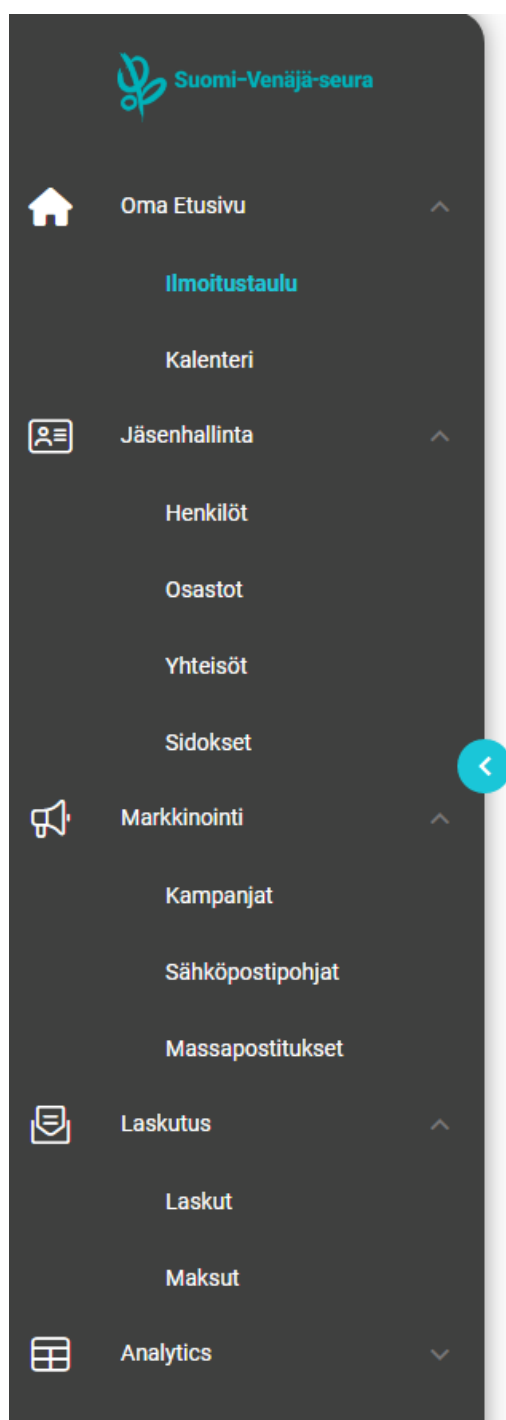 Suomi-Venäjä-seura
Oma Etusivu
Ilmoitustaulu
Kalenteri
Jäsenhallinta
Henkilöt
Osastot
Yhteisöt
Sidokset
Markkinointi
Kampanjat
Sähköpostipohjat
Massapostitukset
Laskutus
Laskut
Maksut
Analytics